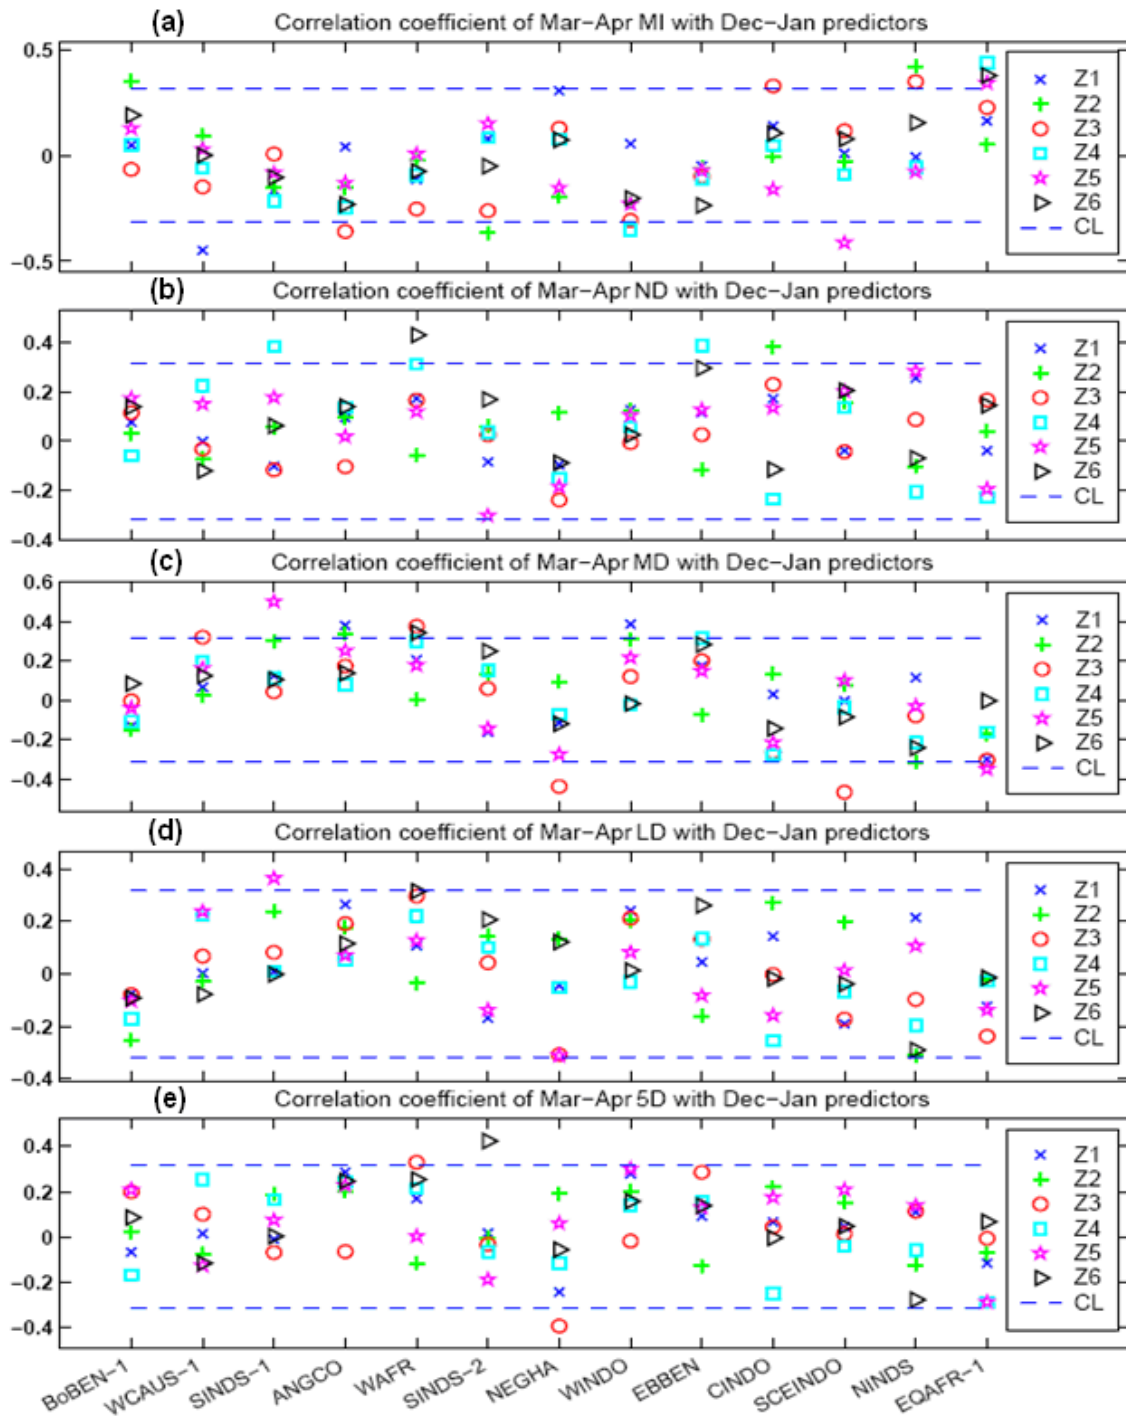 (a) Correlation coefficient of Mar−Apr MI with Dec−Jan predictors
0.5
0
−0.5
Z1
Z2
Z3
Z4
Z5
Z6
CL
(b) Correlation coefficient of Mar−Apr ND with Dec−Jan predictors
0.4
0.2
0
−0.2
−0.4
Z1
Z2
Z3
Z4
Z5
Z6
CL
(c) Correlation coefficient of Mar−Apr MD with Dec−Jan predictors
0.6
0.4
0.2
0
−0.2
−0.4
Z1
Z2
Z3
Z4
Z5
Z6
CL
(d) Correlation coefficient of Mar−Apr LD with Dec−Jan predictors
0.4
0.2
0
−0.2
−0.4
Z1
Z2
Z3
Z4
Z5
Z6
CL
(e) Correlation coefficient of Mar−Apr 5D with Dec−Jan predictors
0.4
0.2
0
−0.2
−0.4
Z1
Z2
Z3
Z4
Z5
Z6
CL
BoBEN−1
WCAUS−1
SINDS−1
ANGCO
WAFR
SINDS−2
NEGHA
WINDO
EBBEN
CINDO
SCEINDO
NINDS
EQAFR−1